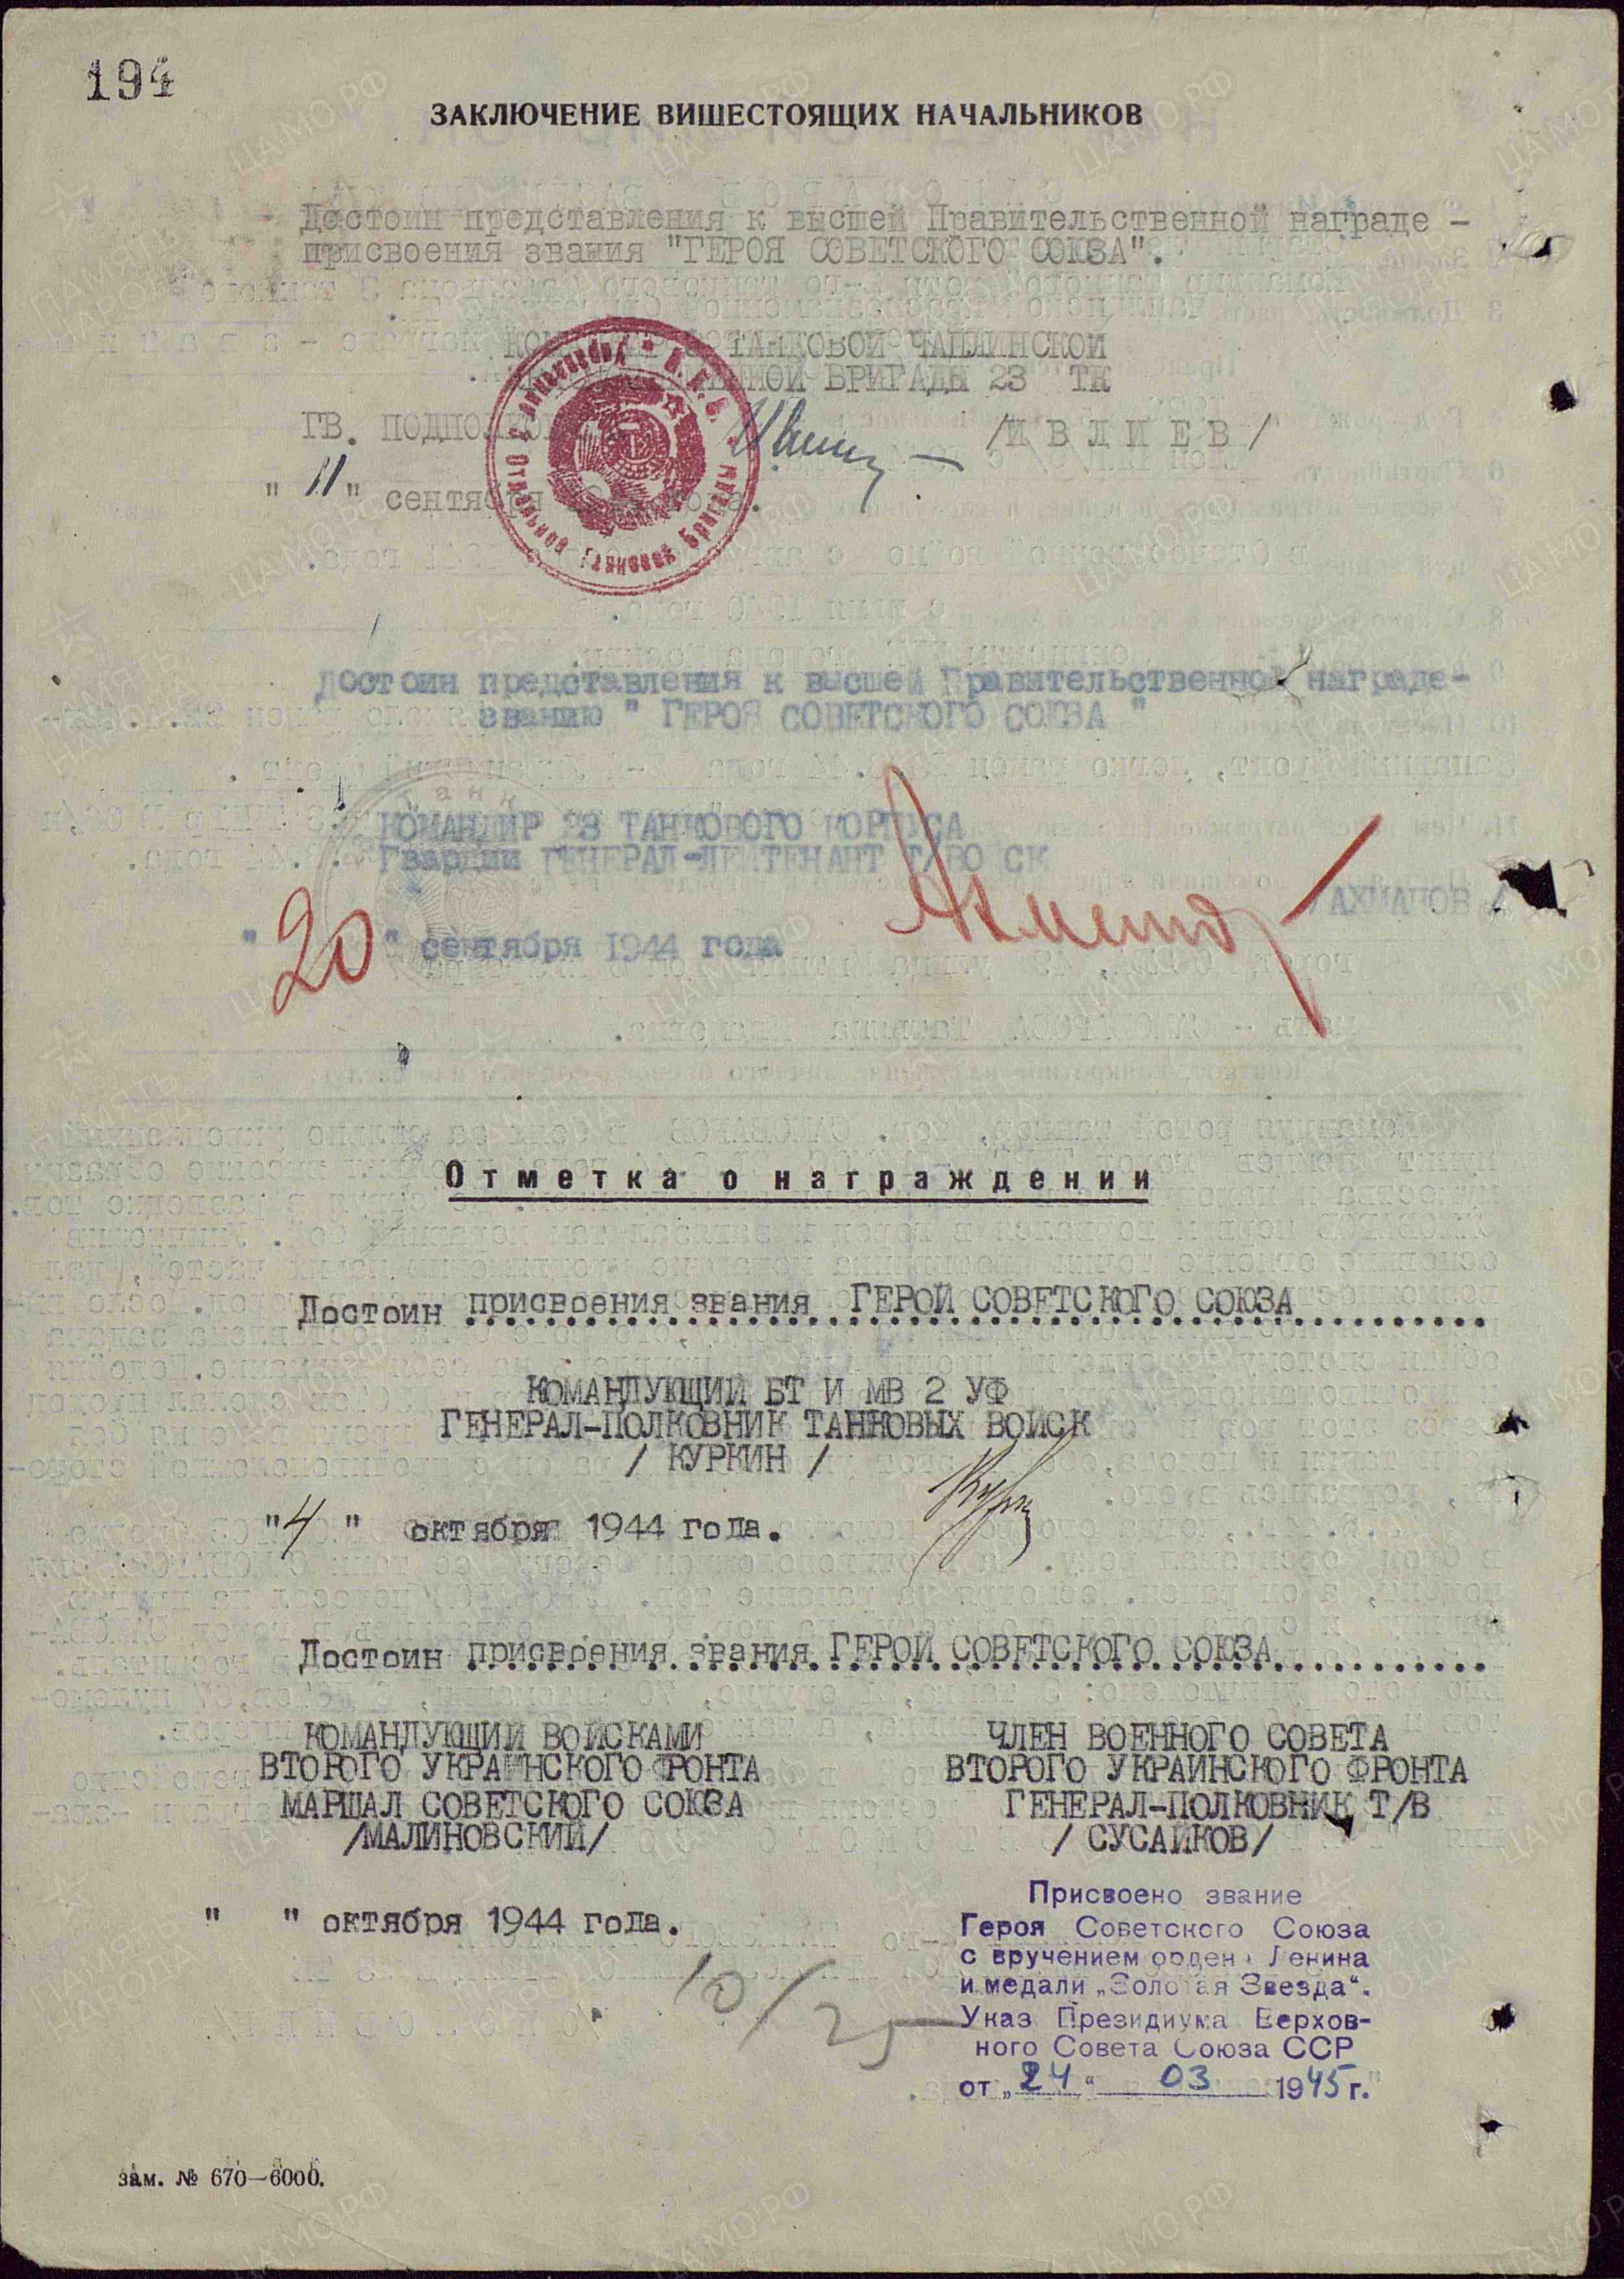 194
ЗАКЛЮЧЕНИЕ ВИШЕСТОЯЩИХ НАЧАЛЬНИКОВ
Достоин представления к высшей Правительственной награде -
присвоения звания "ГЕРОЯ СОВЕТСКОГО СОЮЗА".
ТАНКОВОЙ ЧАПЛИНСКОЙ
БРИГАДЫ 23 ТК
ГВ. /ИВЛИЕВ/
"11" сентября
Достоин представления к высшей Правительственной награде-
званию " ГЕРОЯ СОВЕТСКОГО СОЮЗА "
КОМАНДИР 23 ТАНКОВОГО КОРПУСА
Гвардии ГЕНЕРАЛ-ЛЕЙТЕНАНТ Т/ВОЙСК
/АХМАНОВ
"20" сентября 1944 года
Отметка о награждении
Достоин присвоения звания ГЕРОЙ СОВЕТСКОГО СОЮЗА
КОМАНДУЮЩИЙ БТ И МВ 2 УФ
ГЕНЕРАЛ-ПОЛКОВНИК ТАНКОВЫХ ВОЙСК
/ КУРКИН /
"4 " октября 1944 года.
Достоин присвоения звания ГЕРОЙ СОВЕТСКОГО СОЮЗА
КОМАНДУЮЩИЙ ВОЙСКАМИ
ВТОРОГО УКРАИНСКОГО ФРОНТА
МАРШАЛ СОВЕТСКОГО СОЮЗА
/МАЛИНОВСКИЙ/
" " октября 1944 года.
ЧЛЕН ВОЕННОГО СОВЕТА
ВТОРОГО УКРАИНСКОГО ФРОНТА
ГЕНЕРАЛ-ПОЛКОВНИК Т/В
/ СУСАЙКОВ/
Присвоено звание
Героя Советского Союза
с вручением орден Ленина
и медали „Золотая Звезда".
Указ Президиума Верхов-
ного Совета Союза ССР
от „24" 03 1945 г.
10/25
зам. № 670—6000.